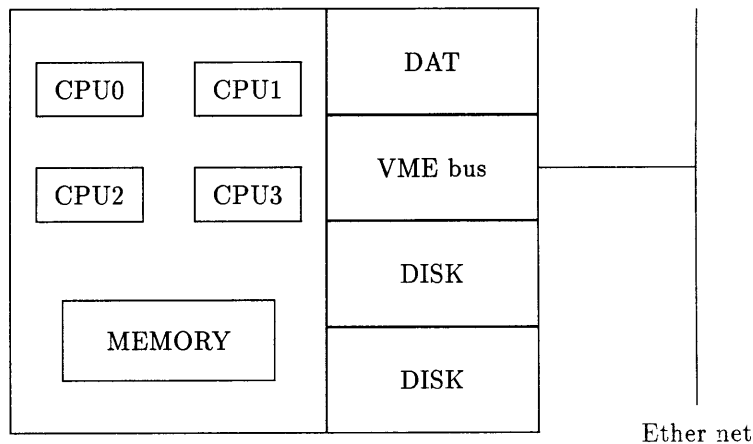 CPU0
CPU1
CPU2
CPU3
MEMORY
DAT
VME bus
DISK
DISK
Ether net